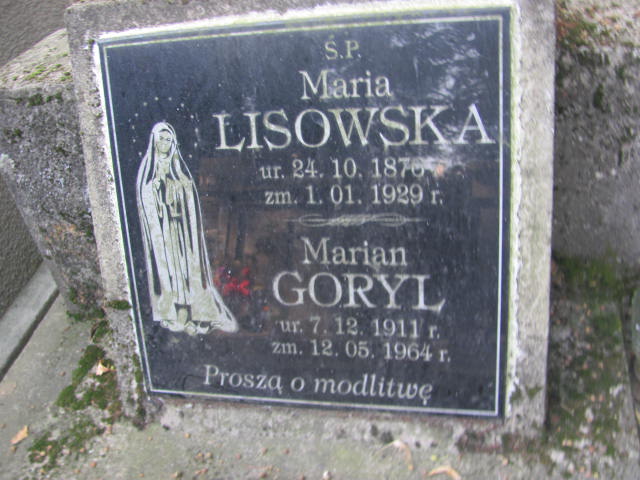 Ś.P.
Maria
LISOWSKA
ur. 24. 10. 1876 r.
zm. 1. 01. 1929 r.
Marian
GORYL
ur. 7. 12. 1911 r.
zm. 12. 05. 1964 r.
Proszą o modlitwę